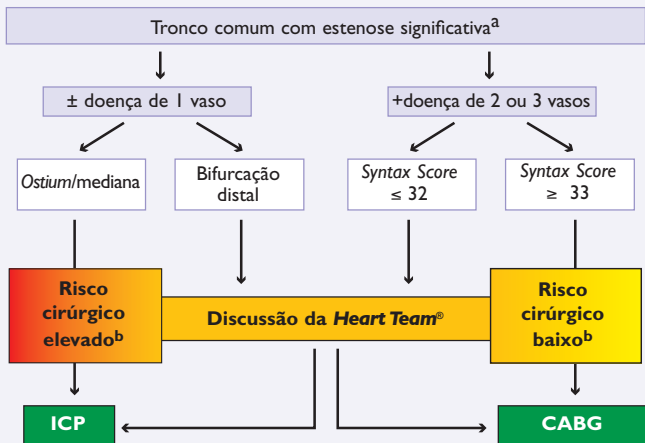 Tronco comum com estenose significativaᵃ
± doença de 1 vaso
+doença de 2 ou 3 vasos
Ostium/mediana
Bifurcação
distal
Syntax Score
≤ 32
Syntax Score
≥ 33
Risco
cirúrgico
elevadoᵇ
Discussão da Heart Team®
Risco
cirúrgico
baixoᵇ
ICP
CABG